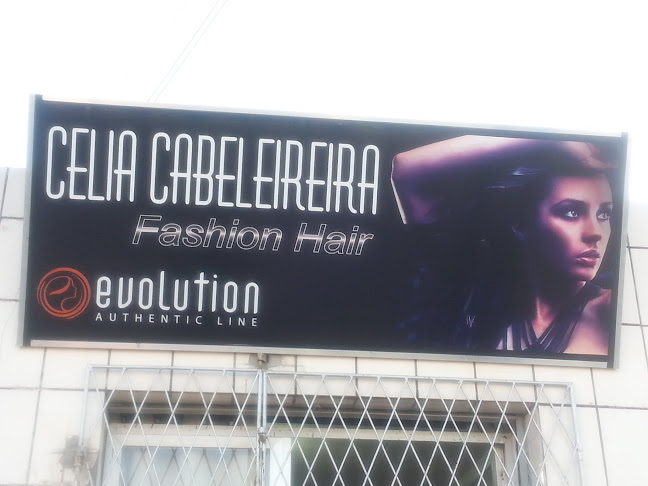 CELIA CABELEIREIRA
Fashion Hair
evolution
AUTHENTIC LINE